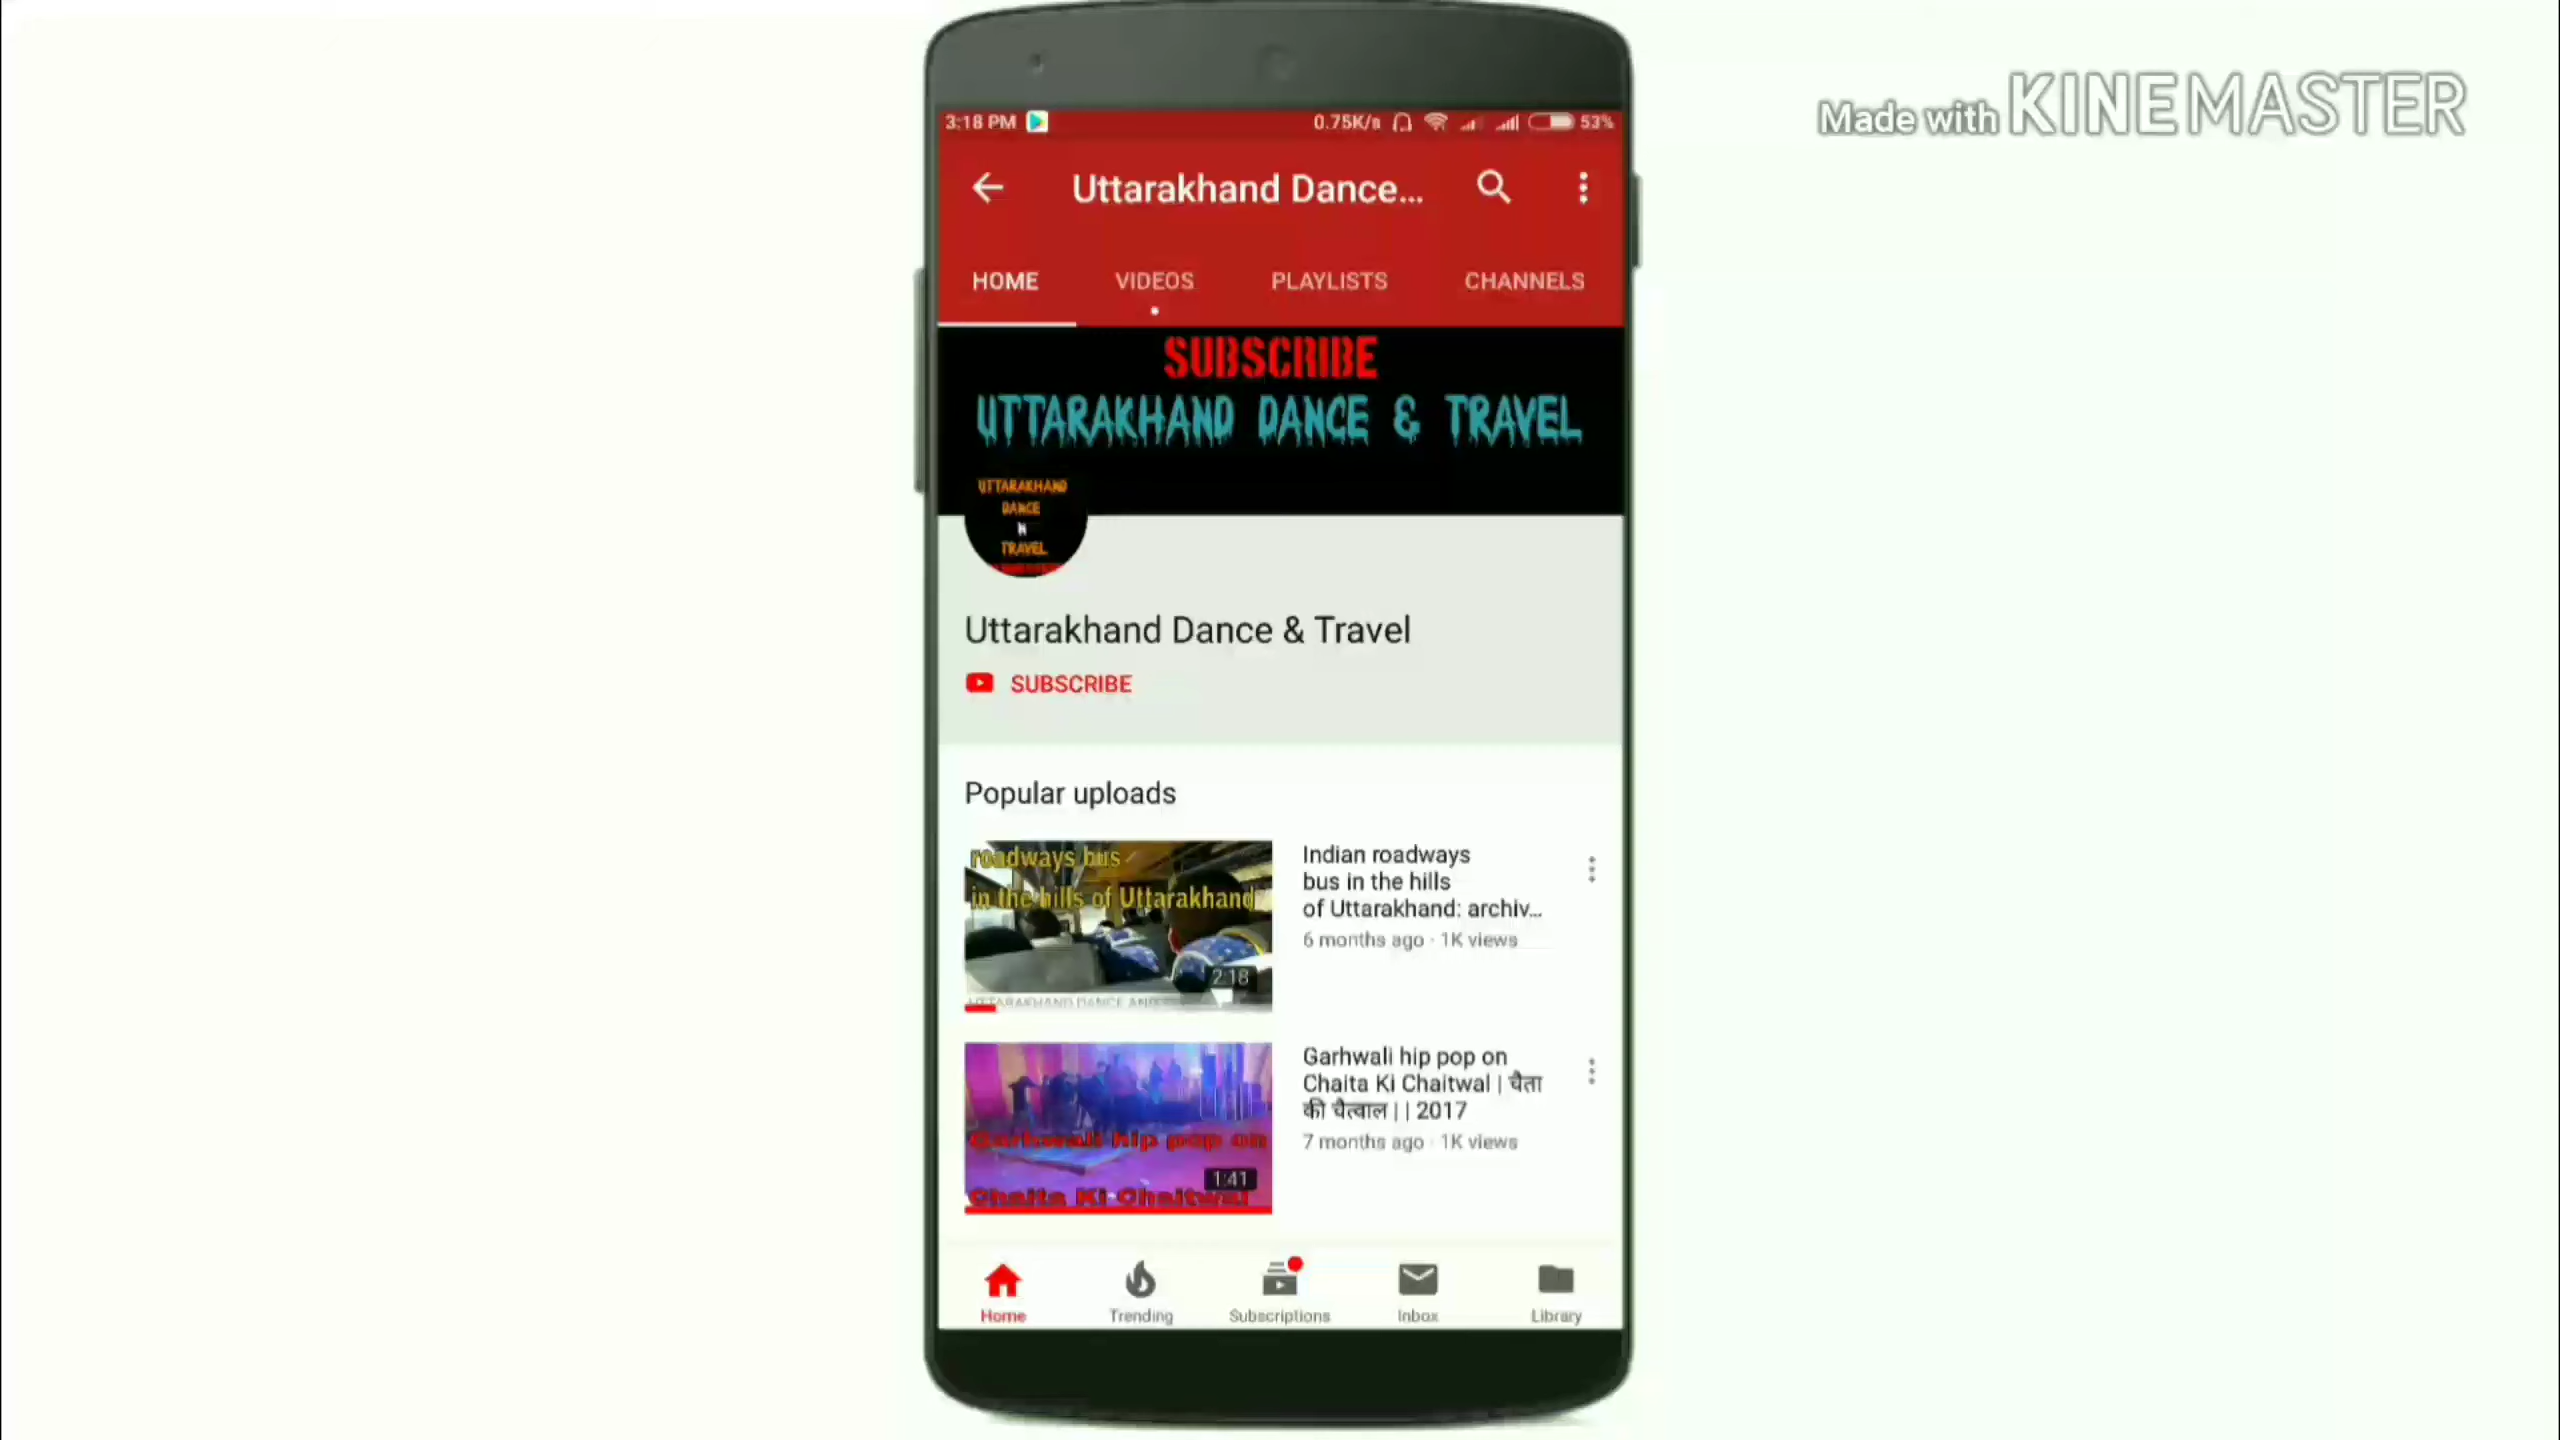 Made with KINEMASTER
3:18 PM 0.75K/s 53%
Uttarakhand Dance...
HOME VIDEOS PLAYLISTS CHANNELS
SUBSCRIBE
UTTARAKHAND DANCE & TRAVEL
UTTARAKHAND
DANCE
N
TRAVEL
Uttarakhand Dance & Travel
SUBSCRIBE
Popular uploads
roadways bus
in the hills of Uttarakhand
2:18
UTTARAKHAND DANCE AND
Indian roadways
bus in the hills
of Uttarakhand: archiv...
6 months ago · 1K views
Garhwali hip pop on
1:41
Chaita Ki Chaitwal
Garhwali hip pop on
Chaita Ki Chaitwal | चैता
की चैत्वाल | | 2017
7 months ago · 1K views
Home Trending Subscriptions Inbox Library